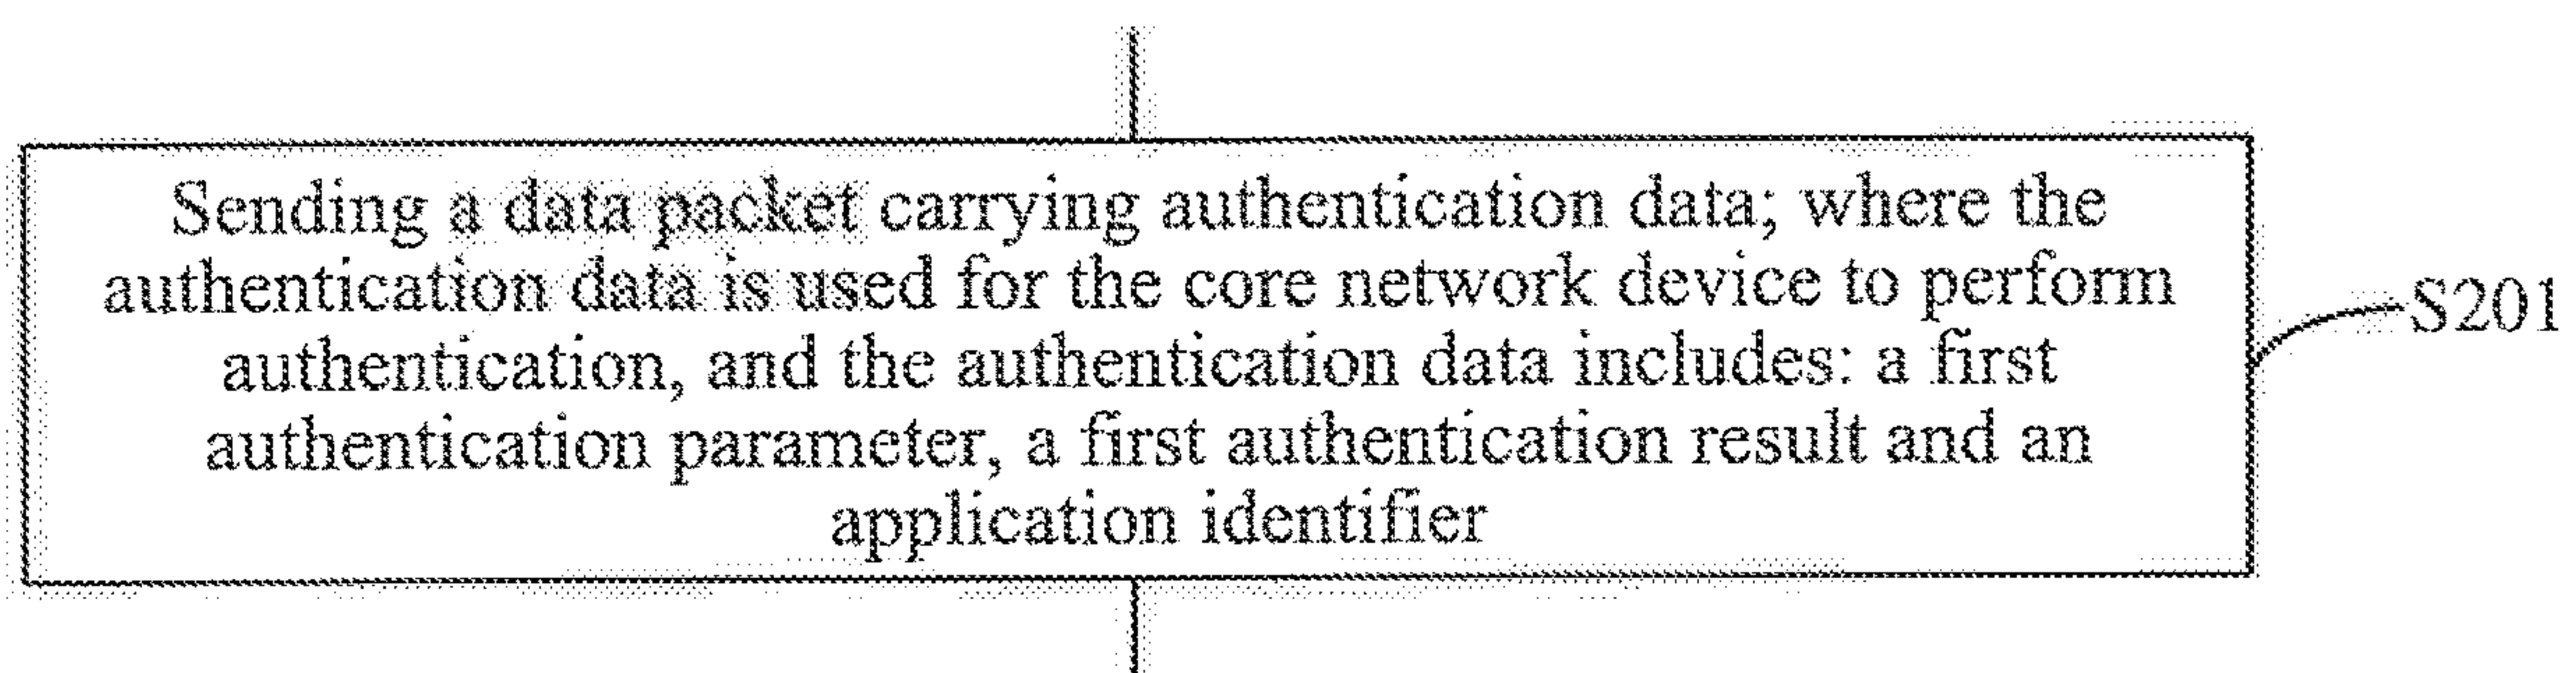 Sending a data packet carrying authentication data; where the
authentication data is used for the core network device to perform
authentication, and the authentication data includes: a first
authentication parameter, a first authentication result and an
application identifier
S201